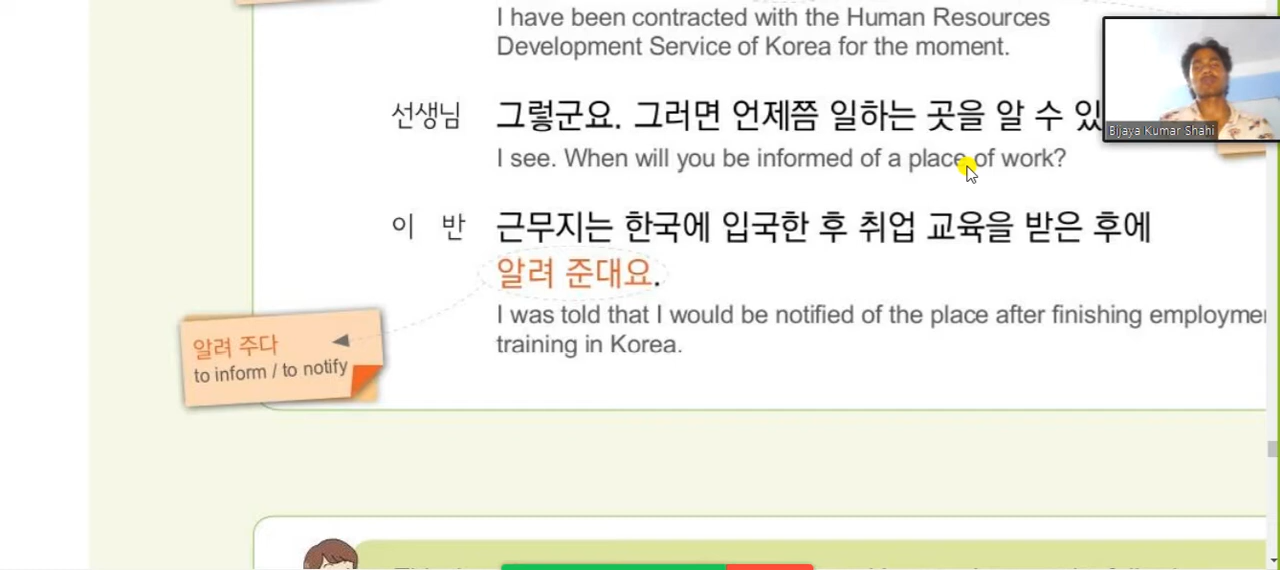 I have been contracted with the Human Resources
Development Service of Korea for the moment.
선생님 그렇군요. 그러면 언제쯤 일하는 곳을 알 수 있
Bijaya Kumar Shahi
I see. When will you be informed of a place of work?
이 반 근무지는 한국에 입국한 후 취업 교육을 받은 후에
알려 준대요.
I was told that I would be notified of the place after finishing employme
training in Korea.
알려 주다
to inform / to notify